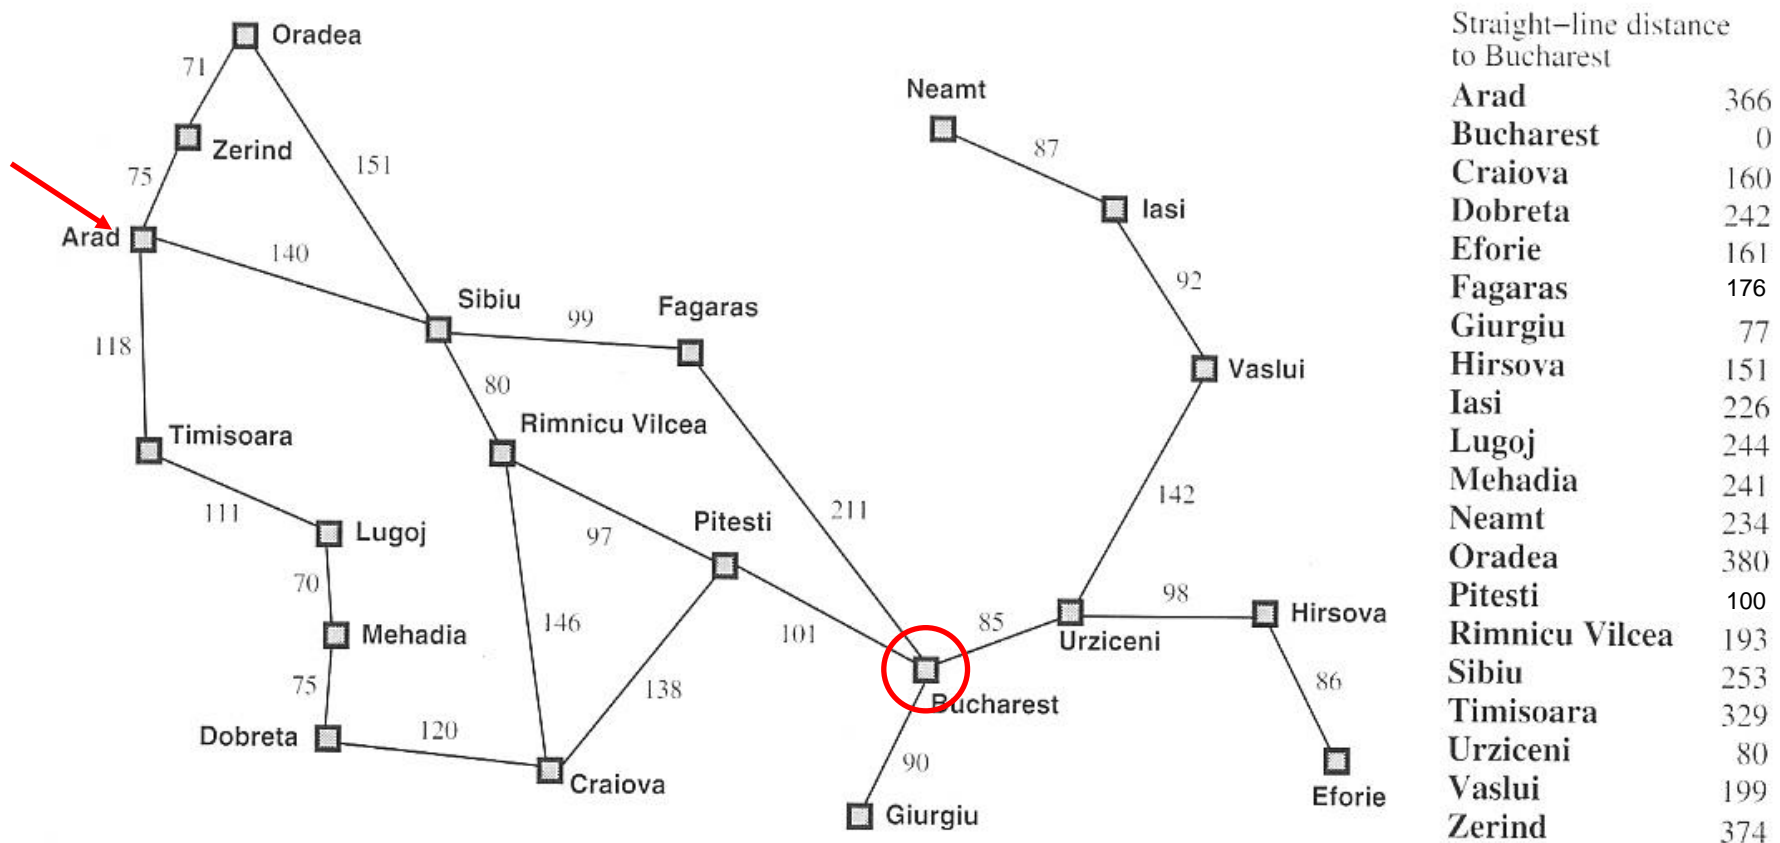 Oradea
71
Neamt
Zerind
87
151
75
Iasi
Arad
140
92
Sibiu
Fagaras
99
118
80
Vaslui
Rimnicu Vilcea
Timisoara
142
111
211
Pitesti
Lugoj
97
70
98
Hirsova
85
146
101
Mehadia
Urziceni
86
75
138
Bucharest
Dobreta
120
90
Craiova
Eforie
Giurgiu
Straight–line distance
to Bucharest
Arad 366
Bucharest 0
Craiova 160
Dobreta 242
Eforie 161
Fagaras 176
Giurgiu 77
Hirsova 151
Iasi 226
Lugoj 244
Mehadia 241
Neamt 234
Oradea 380
Pitesti 100
Rimnicu Vilcea 193
Sibiu 253
Timisoara 329
Urziceni 80
Vaslui 199
Zerind 374